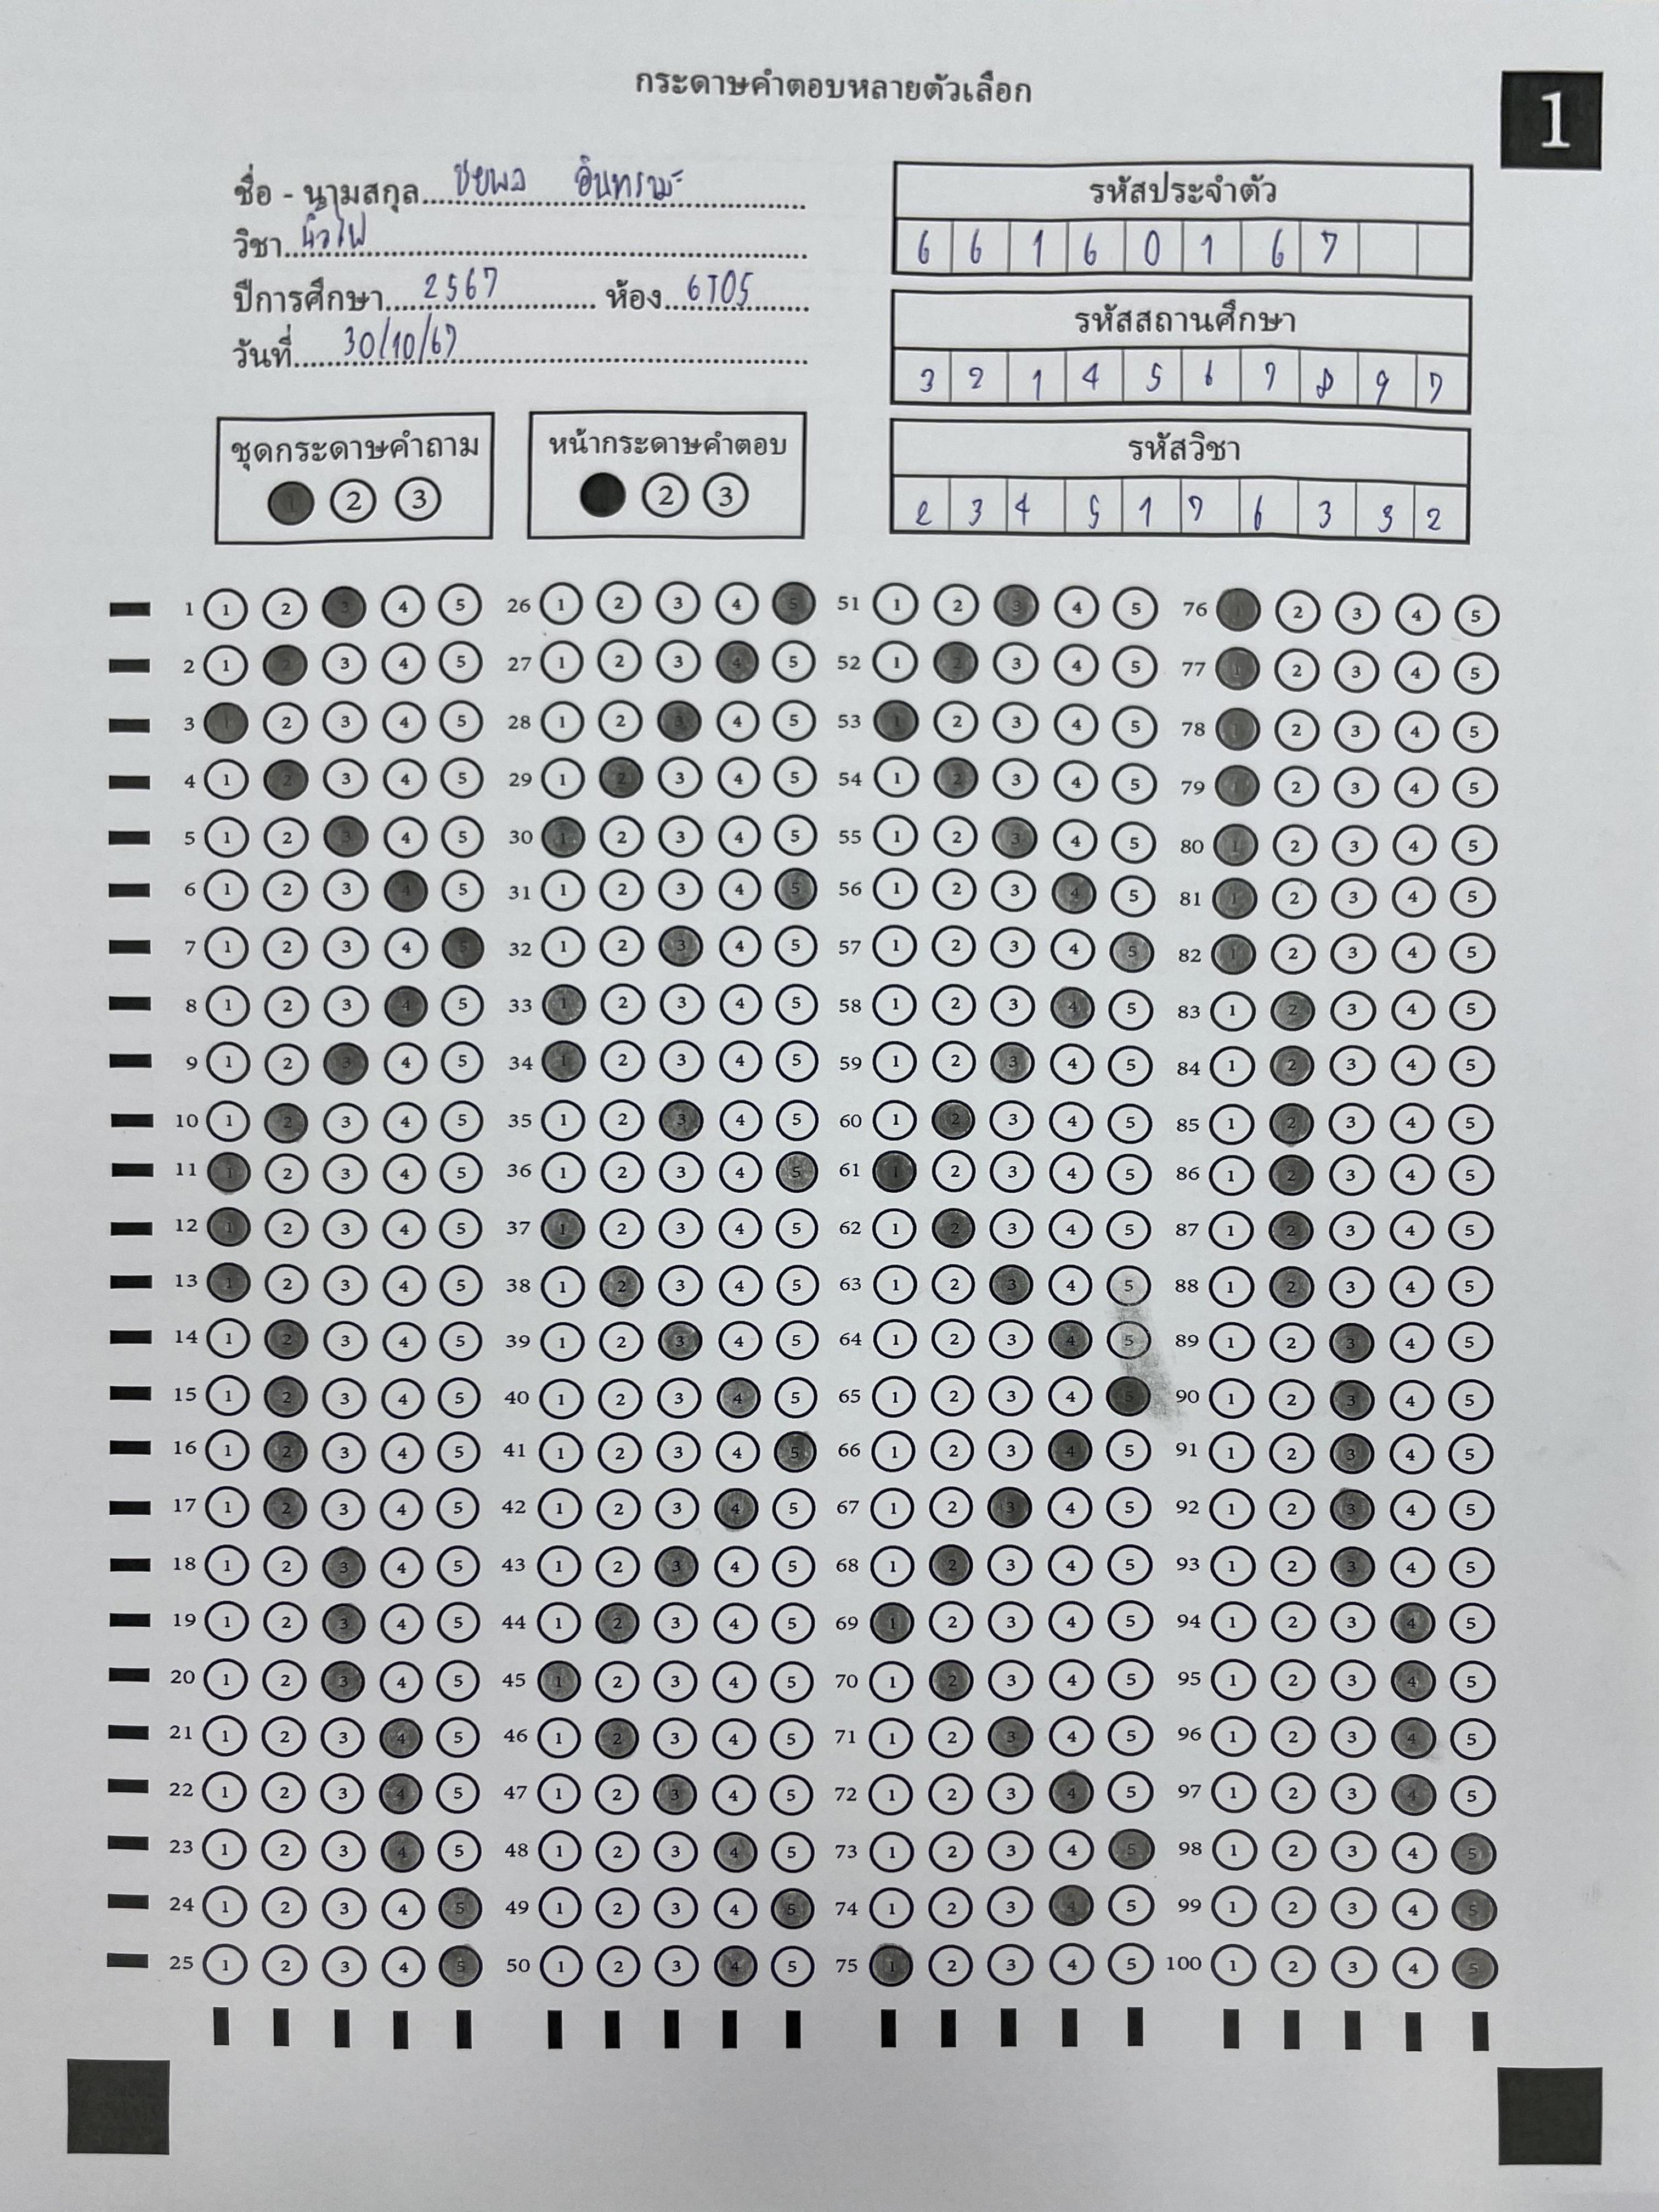 กระดาษคำตอบหลายตัวเลือก
1
ชื่อ - นามสกุล ชัยพล อินทรามะ
วิชา
ปีการศึกษา 2567 ห้อง 6T05
วันที่ 30/10/67
รหัสประจำตัว
6 6 1 6 0 1 6 7
รหัสสถานศึกษา
3 2 1 4 5 6 7 8 9 7
รหัสวิชา
2 3 4 5 1 7 6 3 3 2
ชุดกระดาษคำถาม
1 2 3
หน้ากระดาษคำตอบ
2 3
1 1 2 3 4 5 26 1 2 3 4 5 51 1 2 3 4 5 76 1 2 3 4 5
2 1 2 3 4 5 27 1 2 3 4 5 52 1 2 3 4 5 77 1 2 3 4 5
3 1 2 3 4 5 28 1 2 3 4 5 53 1 2 3 4 5 78 1 2 3 4 5
4 1 2 3 4 5 29 1 2 3 4 5 54 1 2 3 4 5 79 1 2 3 4 5
5 1 2 3 4 5 30 1 2 3 4 5 55 1 2 3 4 5 80 1 2 3 4 5
6 1 2 3 4 5 31 1 2 3 4 5 56 1 2 3 4 5 81 1 2 3 4 5
7 1 2 3 4 5 32 1 2 3 4 5 57 1 2 3 4 5 82 1 2 3 4 5
8 1 2 3 4 5 33 1 2 3 4 5 58 1 2 3 4 5 83 1 2 3 4 5
9 1 2 3 4 5 34 1 2 3 4 5 59 1 2 3 4 5 84 1 2 3 4 5
10 1 2 3 4 5 35 1 2 3 4 5 60 1 2 3 4 5 85 1 2 3 4 5
11 1 2 3 4 5 36 1 2 3 4 5 61 1 2 3 4 5 86 1 2 3 4 5
12 1 2 3 4 5 37 1 2 3 4 5 62 1 2 3 4 5 87 1 2 3 4 5
13 1 2 3 4 5 38 1 2 3 4 5 63 1 2 3 4 5 88 1 2 3 4 5
14 1 2 3 4 5 39 1 2 3 4 5 64 1 2 3 4 5 89 1 2 3 4 5
15 1 2 3 4 5 40 1 2 3 4 5 65 1 2 3 4 5 90 1 2 3 4 5
16 1 2 3 4 5 41 1 2 3 4 5 66 1 2 3 4 5 91 1 2 3 4 5
17 1 2 3 4 5 42 1 2 3 4 5 67 1 2 3 4 5 92 1 2 3 4 5
18 1 2 3 4 5 43 1 2 3 4 5 68 1 2 3 4 5 93 1 2 3 4 5
19 1 2 3 4 5 44 1 2 3 4 5 69 1 2 3 4 5 94 1 2 3 4 5
20 1 2 3 4 5 45 1 2 3 4 5 70 1 2 3 4 5 95 1 2 3 4 5
21 1 2 3 4 5 46 1 2 3 4 5 71 1 2 3 4 5 96 1 2 3 4 5
22 1 2 3 4 5 47 1 2 3 4 5 72 1 2 3 4 5 97 1 2 3 4 5
23 1 2 3 4 5 48 1 2 3 4 5 73 1 2 3 4 5 98 1 2 3 4 5
24 1 2 3 4 5 49 1 2 3 4 5 74 1 2 3 4 5 99 1 2 3 4 5
25 1 2 3 4 5 50 1 2 3 4 5 75 1 2 3 4 5 100 1 2 3 4 5